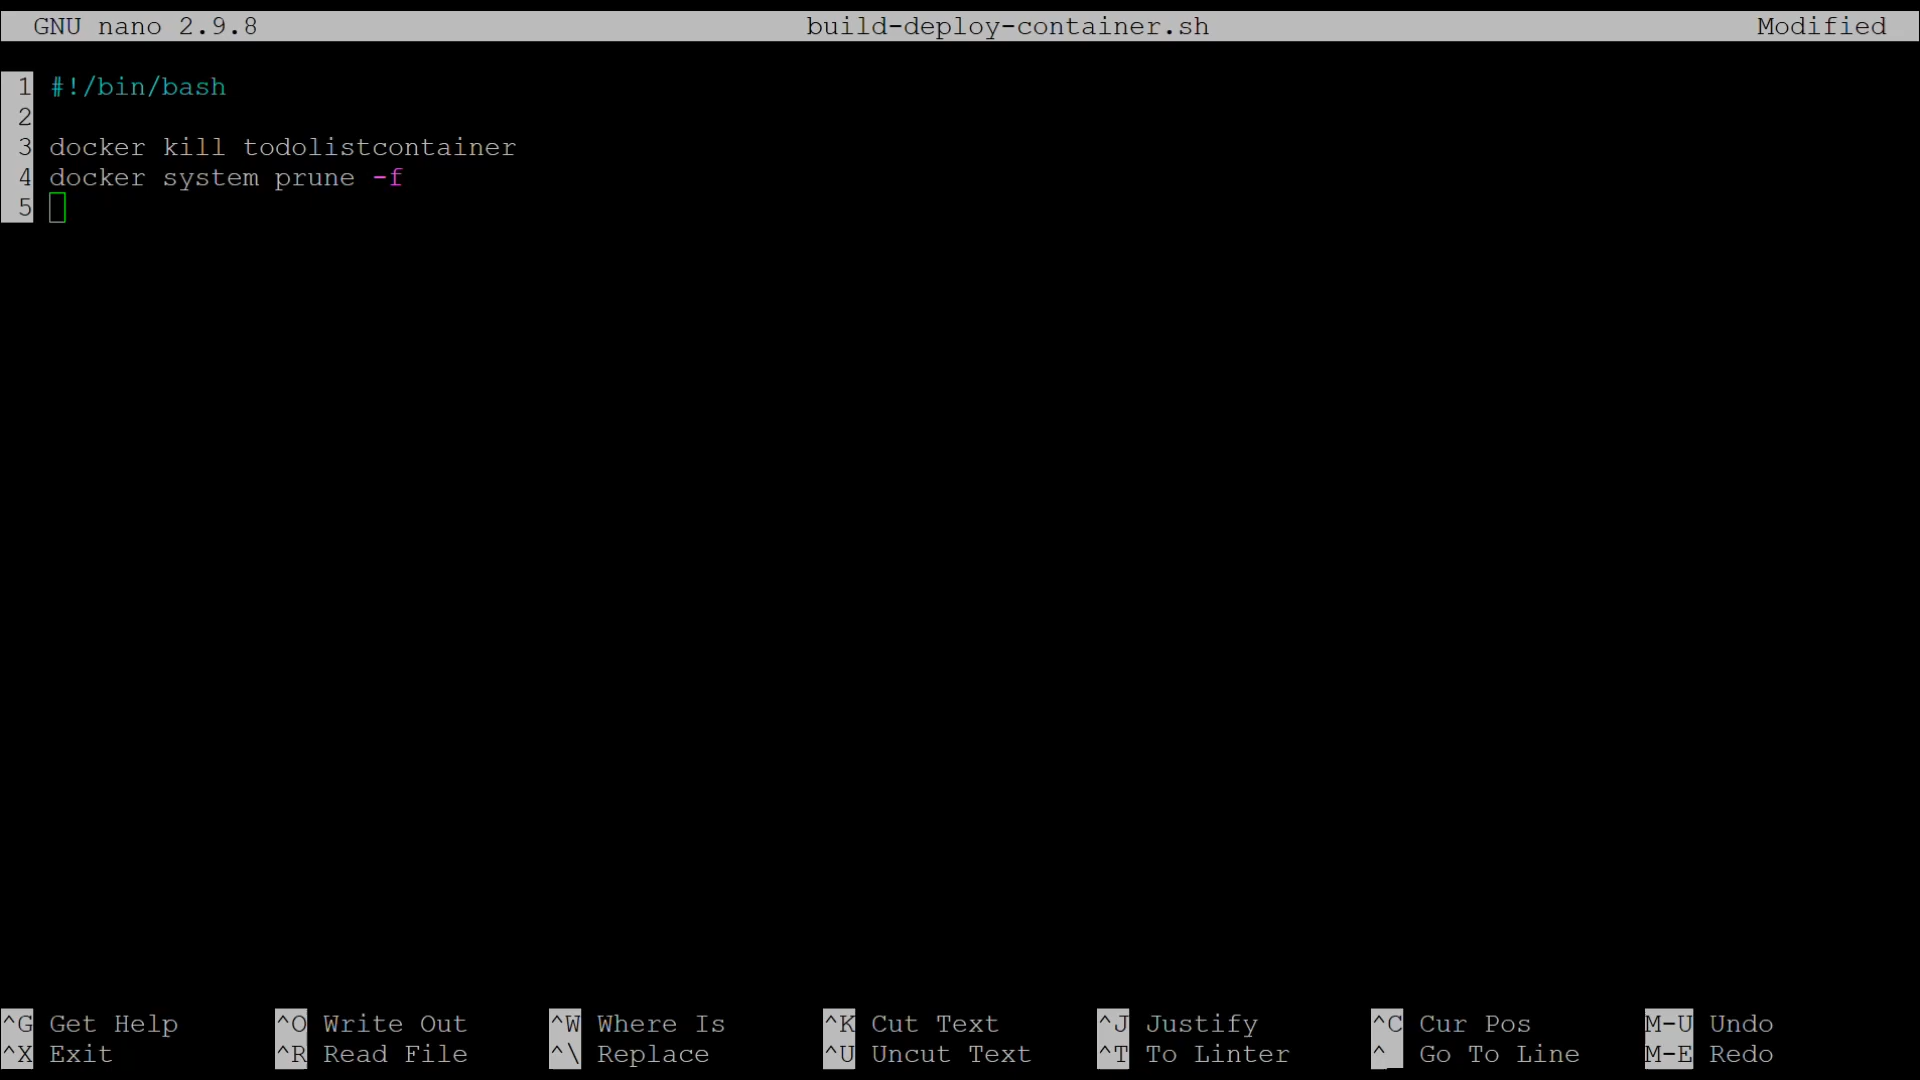 GNU nano 2.9.8 build-deploy-container.sh Modified
1 #!/bin/bash
2
3 docker kill todolistcontainer
4 docker system prune -f
5
^G Get Help ^O Write Out ^W Where Is ^K Cut Text ^J Justify ^C Cur Pos M-U Undo
^X Exit ^R Read File ^\ Replace ^U Uncut Text ^T To Linter ^_ Go To Line M-E Redo